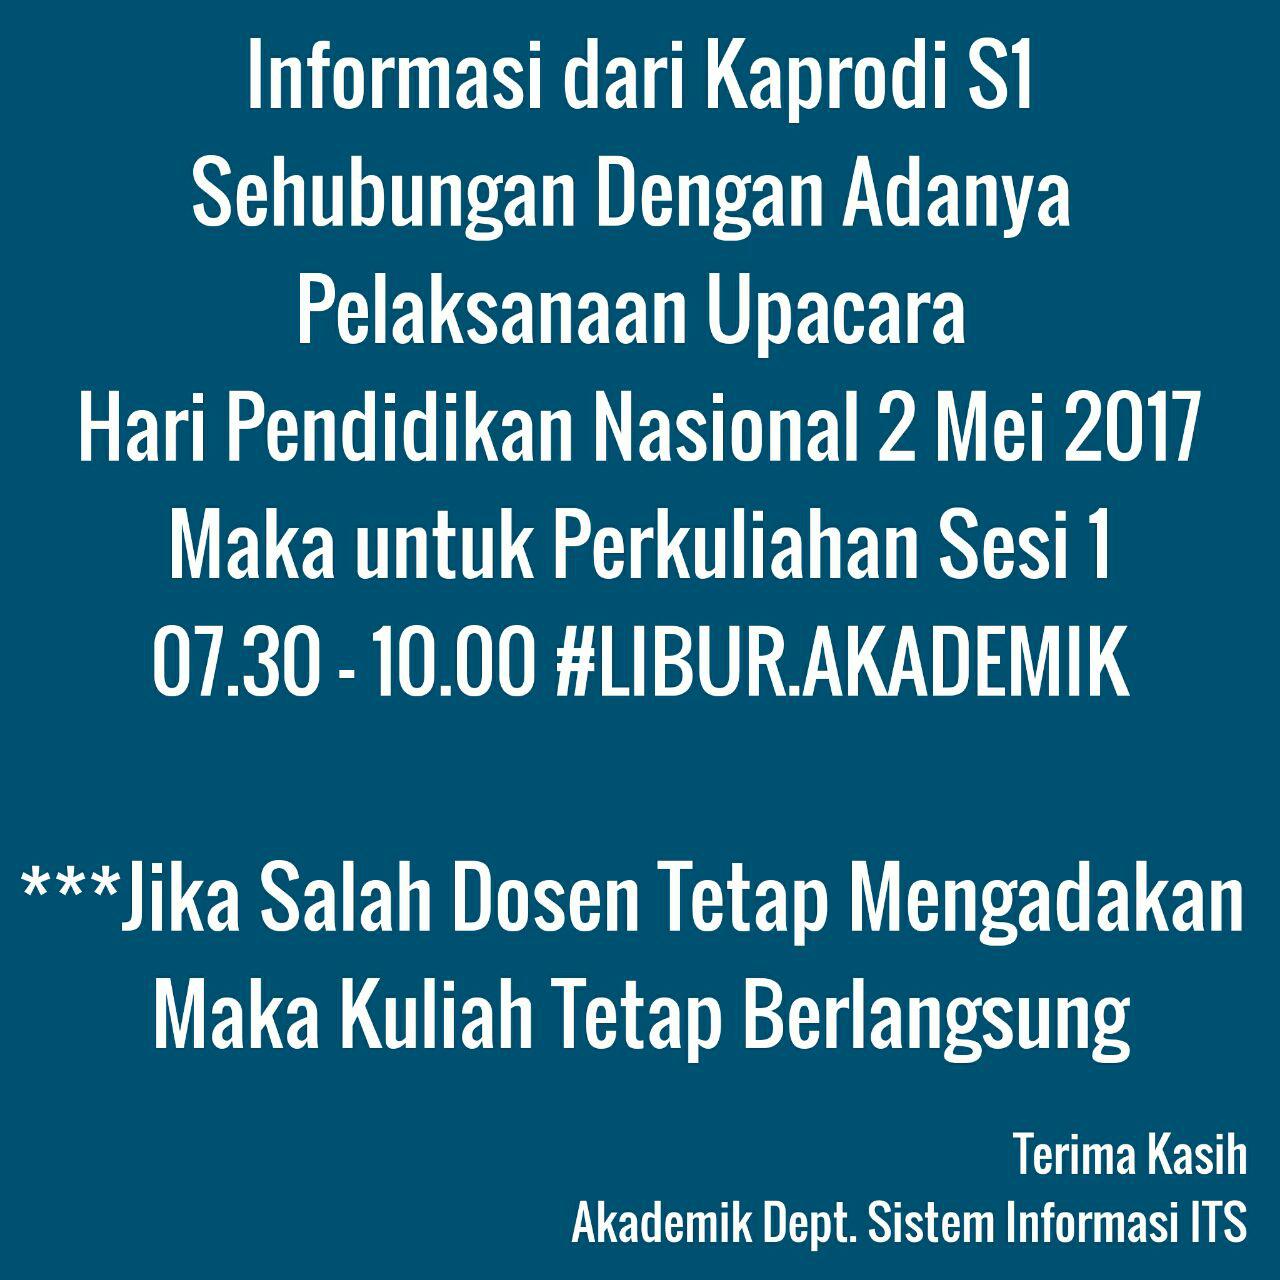 Informasi dari Kaprodi S1
Sehubungan Dengan Adanya
Pelaksanaan Upacara
Hari Pendidikan Nasional 2 Mei 2017
Maka untuk Perkuliahan Sesi 1
07.30 - 10.00 #LIBUR.AKADEMIK
***Jika Salah Dosen Tetap Mengadakan
Maka Kuliah Tetap Berlangsung
Terima Kasih
Akademik Dept. Sistem Informasi ITS